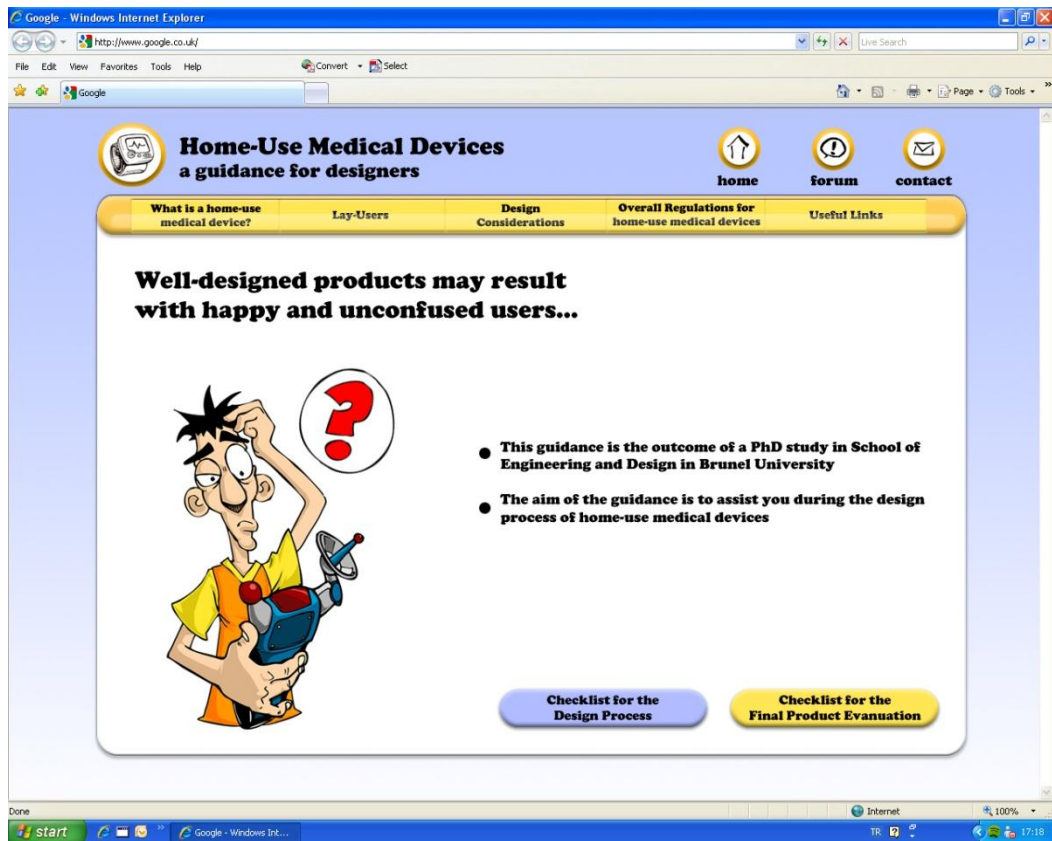 Google - Windows Internet Explorer
http://www.google.co.uk/
Live Search
File Edit View Favorites Tools Help
Convert Select
Google
Page Tools
Home-Use Medical Devices
a guidance for designers
home forum contact
What is a home-use
medical device?
Lay-Users
Design
Considerations
Overall Regulations for
home-use medical devices
Useful Links
Well-designed products may result
with happy and unconfused users...
?
This guidance is the outcome of a PhD study in School of
Engineering and Design in Brunel University
The aim of the guidance is to assist you during the design
process of home-use medical devices
Checklist for the
Design Process
Checklist for the
Final Product Evanuation
Done
Internet
100%
start
Google - Windows Int...
TR
17:18